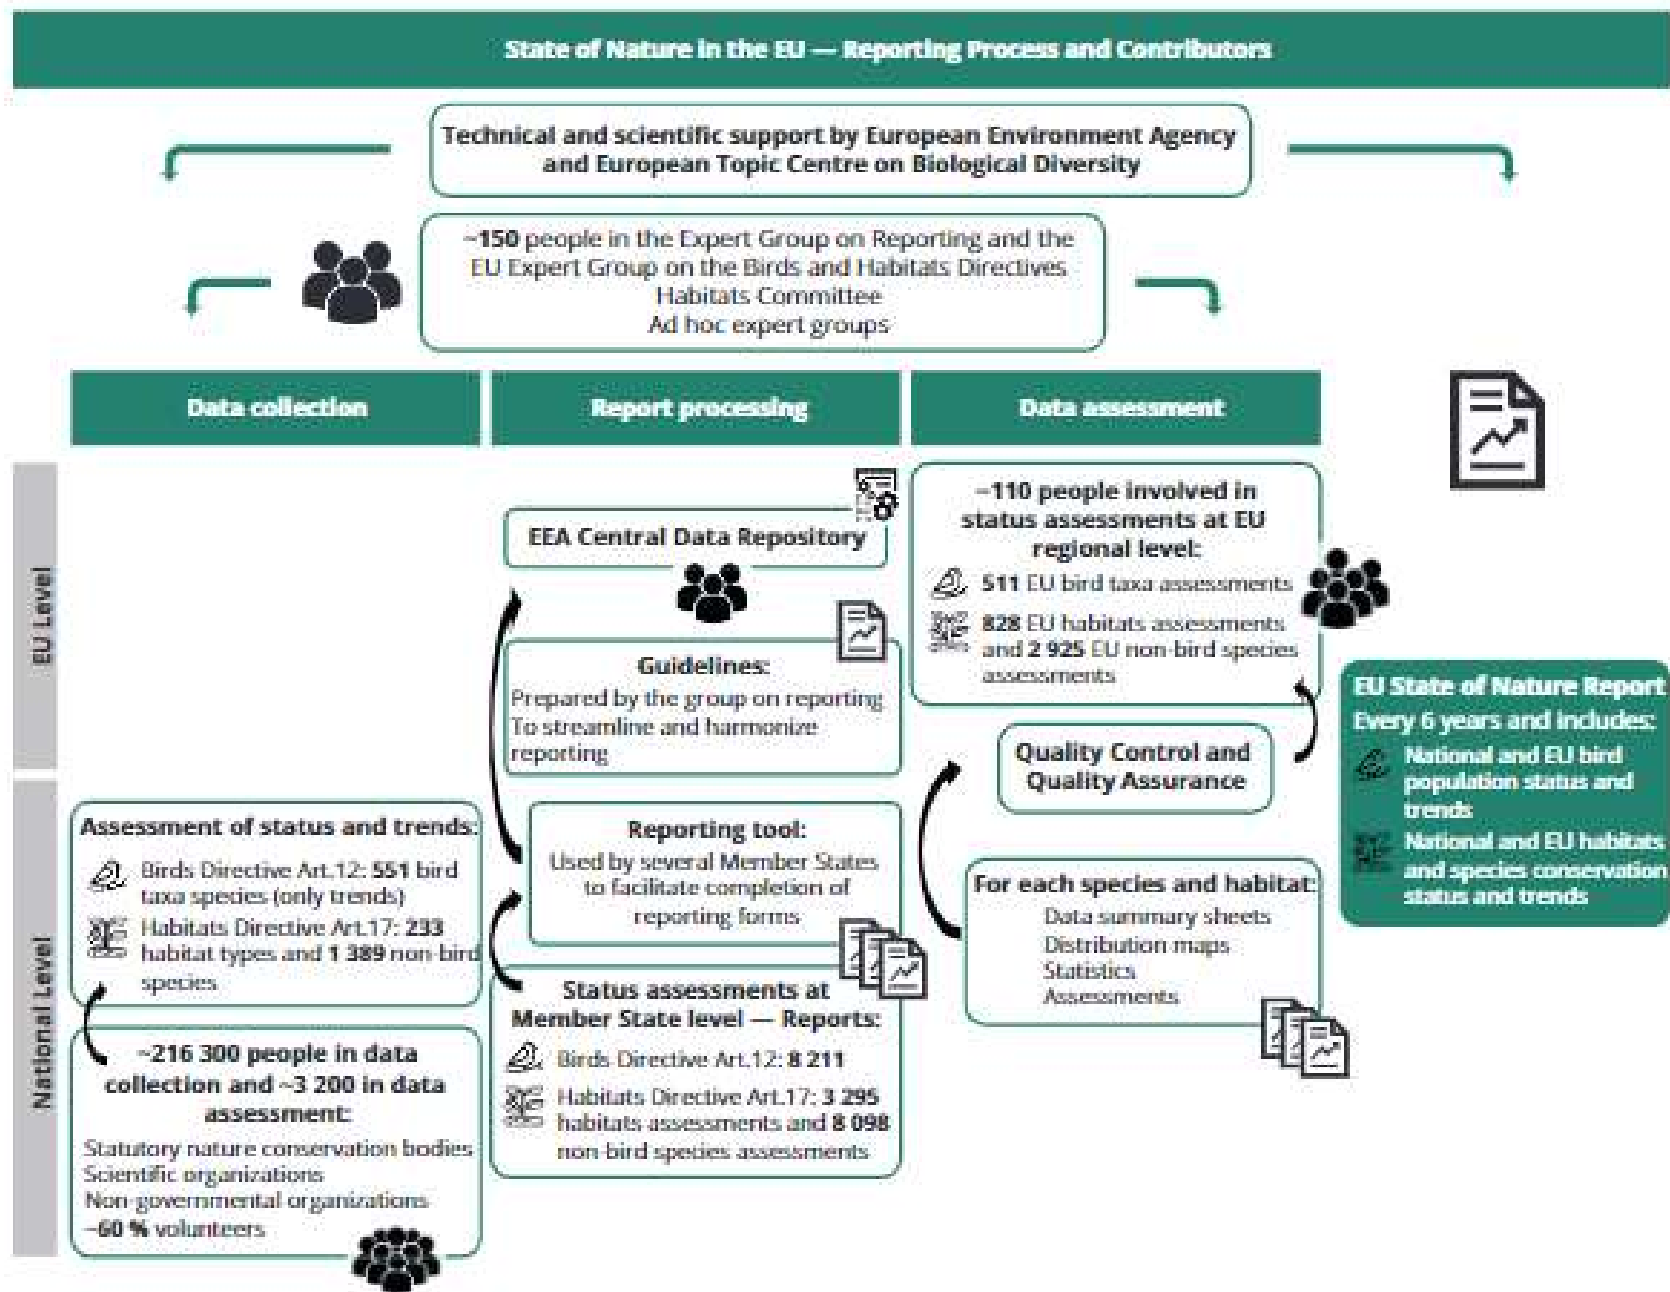 State of Nature in the EU — Reporting Process and Contributors
Technical and scientific support by European Environment Agency
and European Topic Centre on Biological Diversity
~150 people in the Expert Group on Reporting and the
EU Expert Group on the Birds and Habitats Directives
Habitats Committee
Ad hoc expert groups
Data collection
Report processing
Data assessment
EU Level
National Level
Assessment of status and trends:
Birds Directive Art.12: 551 bird
taxa species (only trends)
Habitats Directive Art.17: 233
habitat types and 1 389 non-bird
species
~216 300 people in data
collection and ~3 200 in data
assessment:
Statutory nature conservation bodies
Scientific organizations
Non-governmental organizations
~60 % volunteers
EEA Central Data Repository
Guidelines:
Prepared by the group on reporting
To streamline and harmonize
reporting
Reporting tool:
Used by several Member States
to facilitate completion of
reporting forms
Status assessments at
Member State level — Reports:
Birds Directive Art.12: 8 211
Habitats Directive Art.17: 3 295
habitats assessments and 8 098
non-bird species assessments
~110 people involved in
status assessments at EU
regional level:
511 EU bird taxa assessments
828 EU habitats assessments
and 2 925 EU non-bird species
assessments
Quality Control and
Quality Assurance
For each species and habitat:
Data summary sheets
Distribution maps
Statistics
Assessments
EU State of Nature Report
Every 6 years and includes:
National and EU bird
population status and
trends
National and EU habitats
and species conservation
status and trends